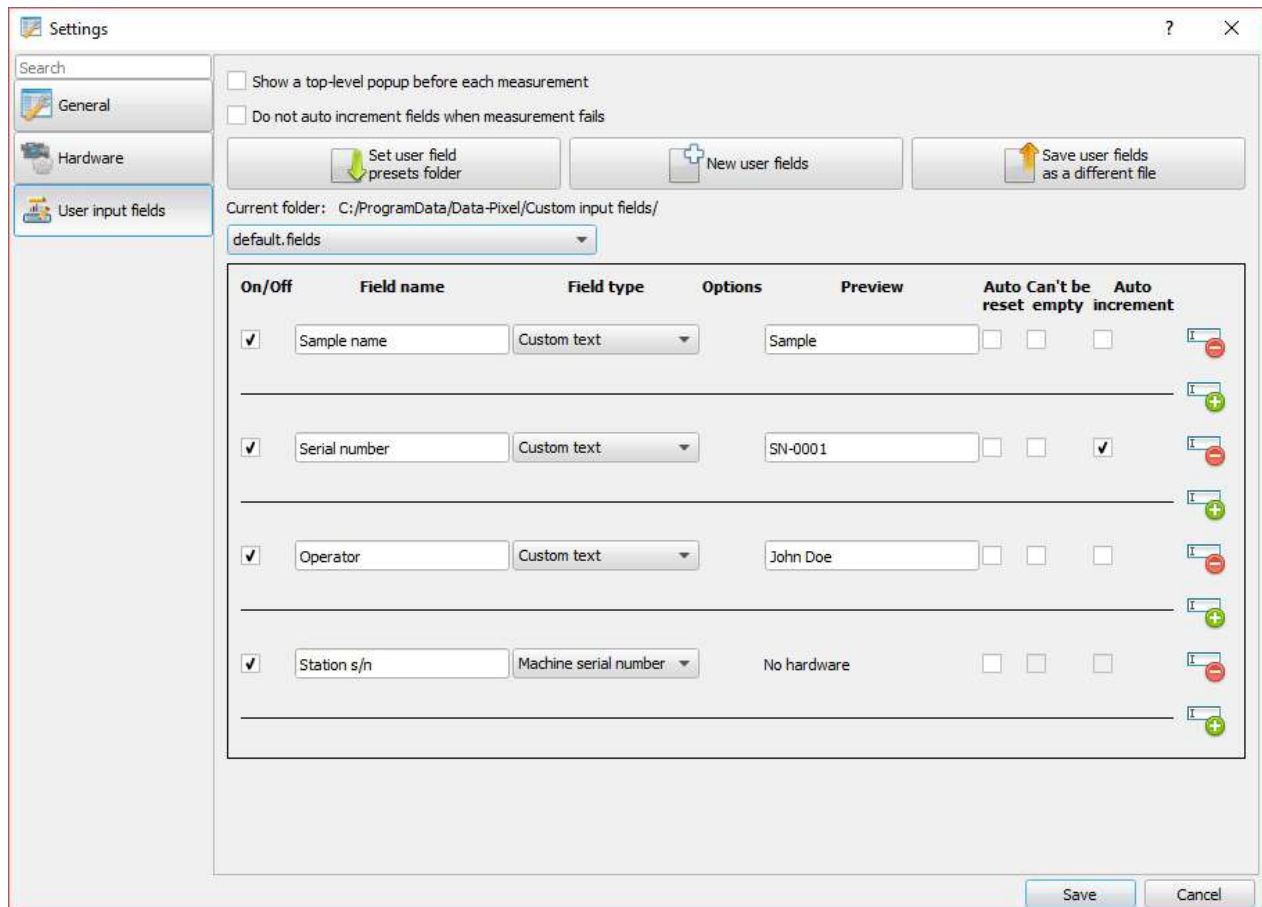 Settings
?
Search
General
Hardware
User input fields
Show a top-level popup before each measurement
Do not auto increment fields when measurement fails
Set user field
presets folder
New user fields
Save user fields
as a different file
Current folder: C:/ProgramData/Data-Pixel/Custom input fields/
default.fields
On/Off Field name Field type Options Preview Auto Can't be Auto
reset empty increment
Sample name Custom text Sample
Serial number Custom text SN-0001
Operator Custom text John Doe
Station s/n Machine serial number No hardware
Save Cancel